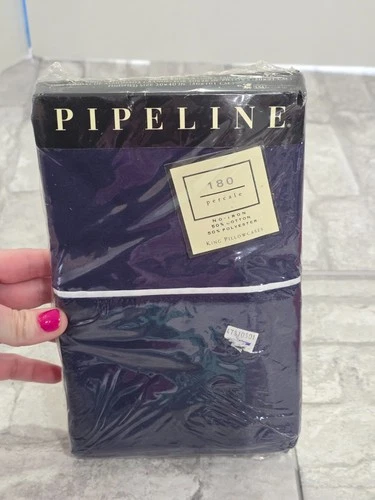 PIPELINE
180
percale
NO-IRON
50% COTTON
50% POLYESTER
KING PILLOWCASES